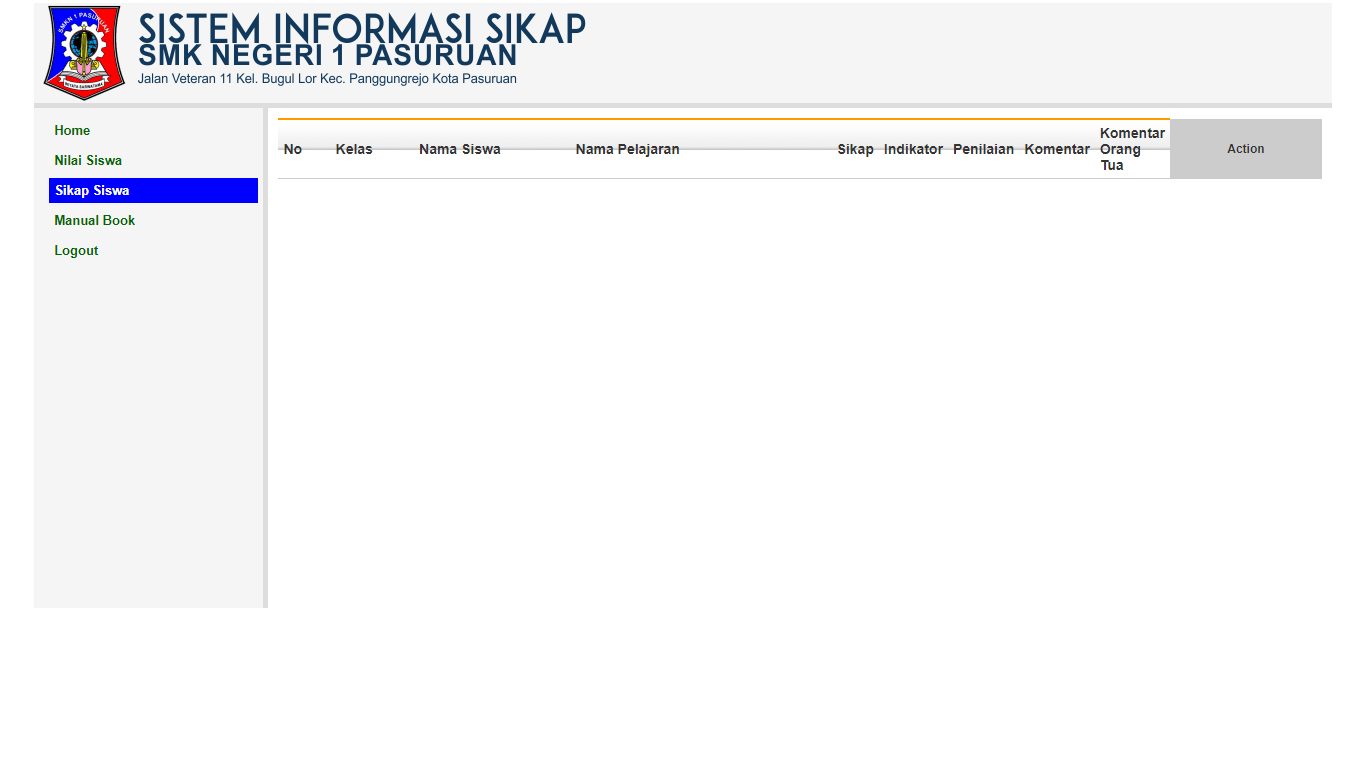 SMKN 1 PASURUAN
SISTEM INFORMASI SIKAP
SMK NEGERI 1 PASURUAN
Jalan Veteran 11 Kel. Bugul Lor Kec. Panggungrejo Kota Pasuruan
Home
Nilai Siswa
Sikap Siswa
Manual Book
Logout
No Kelas Nama Siswa Nama Pelajaran Sikap Indikator Penilaian Komentar Komentar Orang Tua Action